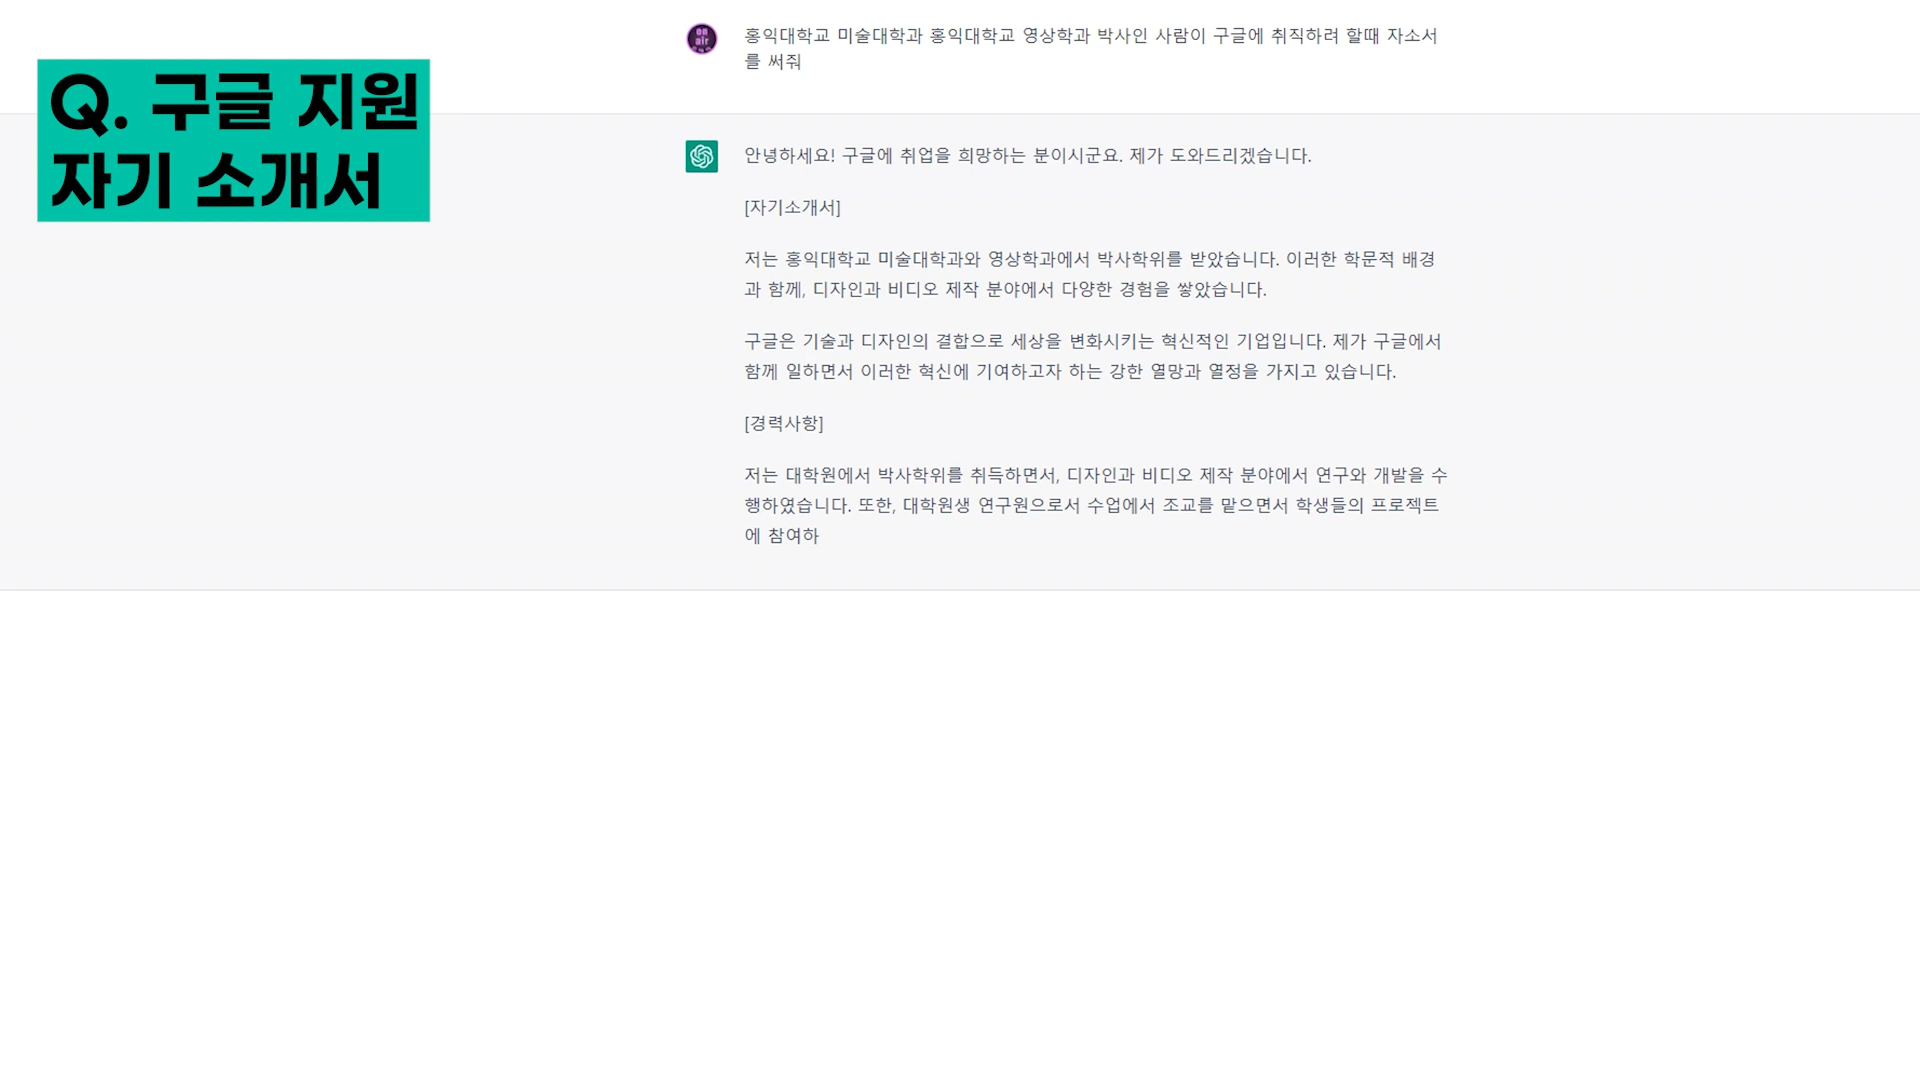 Q. 구글 지원
자기 소개서
on
air
홍익대학교 미술대학과 홍익대학교 영상학과 박사인 사람이 구글에 취직하려 할때 자소서
를 써줘
안녕하세요! 구글에 취업을 희망하는 분이시군요. 제가 도와드리겠습니다.
[자기소개서]
저는 홍익대학교 미술대학과와 영상학과에서 박사학위를 받았습니다. 이러한 학문적 배경
과 함께, 디자인과 비디오 제작 분야에서 다양한 경험을 쌓았습니다.
구글은 기술과 디자인의 결합으로 세상을 변화시키는 혁신적인 기업입니다. 제가 구글에서
함께 일하면서 이러한 혁신에 기여하고자 하는 강한 열망과 열정을 가지고 있습니다.
[경력사항]
저는 대학원에서 박사학위를 취득하면서, 디자인과 비디오 제작 분야에서 연구와 개발을 수
행하였습니다. 또한, 대학원생 연구원으로서 수업에서 조교를 맡으면서 학생들의 프로젝트
에 참여하